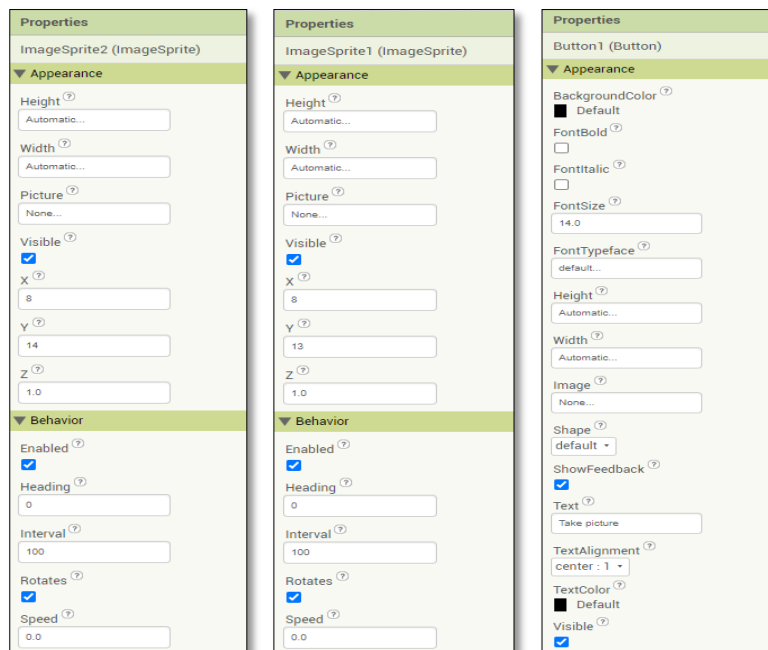 Properties
ImageSprite2 (ImageSprite)
Appearance
Height ?
Automatic...
Width ?
Automatic...
Picture ?
None...
Visible ?
X ?
8
Y ?
14
Z ?
1.0
Behavior
Enabled ?
Heading ?
0
Interval ?
100
Rotates ?
Speed ?
0.0
Properties
ImageSprite1 (ImageSprite)
Appearance
Height ?
Automatic...
Width ?
Automatic...
Picture ?
None...
Visible ?
X ?
8
Y ?
13
Z ?
1.0
Behavior
Enabled ?
Heading ?
0
Interval ?
100
Rotates ?
Speed ?
0.0
Properties
Button1 (Button)
Appearance
BackgroundColor ?
Default
FontBold ?
FontItalic ?
FontSize ?
14.0
FontTypeface ?
default...
Height ?
Automatic...
Width ?
Automatic...
Image ?
None...
Shape ?
default
ShowFeedback ?
Text ?
Take picture
TextAlignment ?
center : 1
TextColor ?
Default
Visible ?